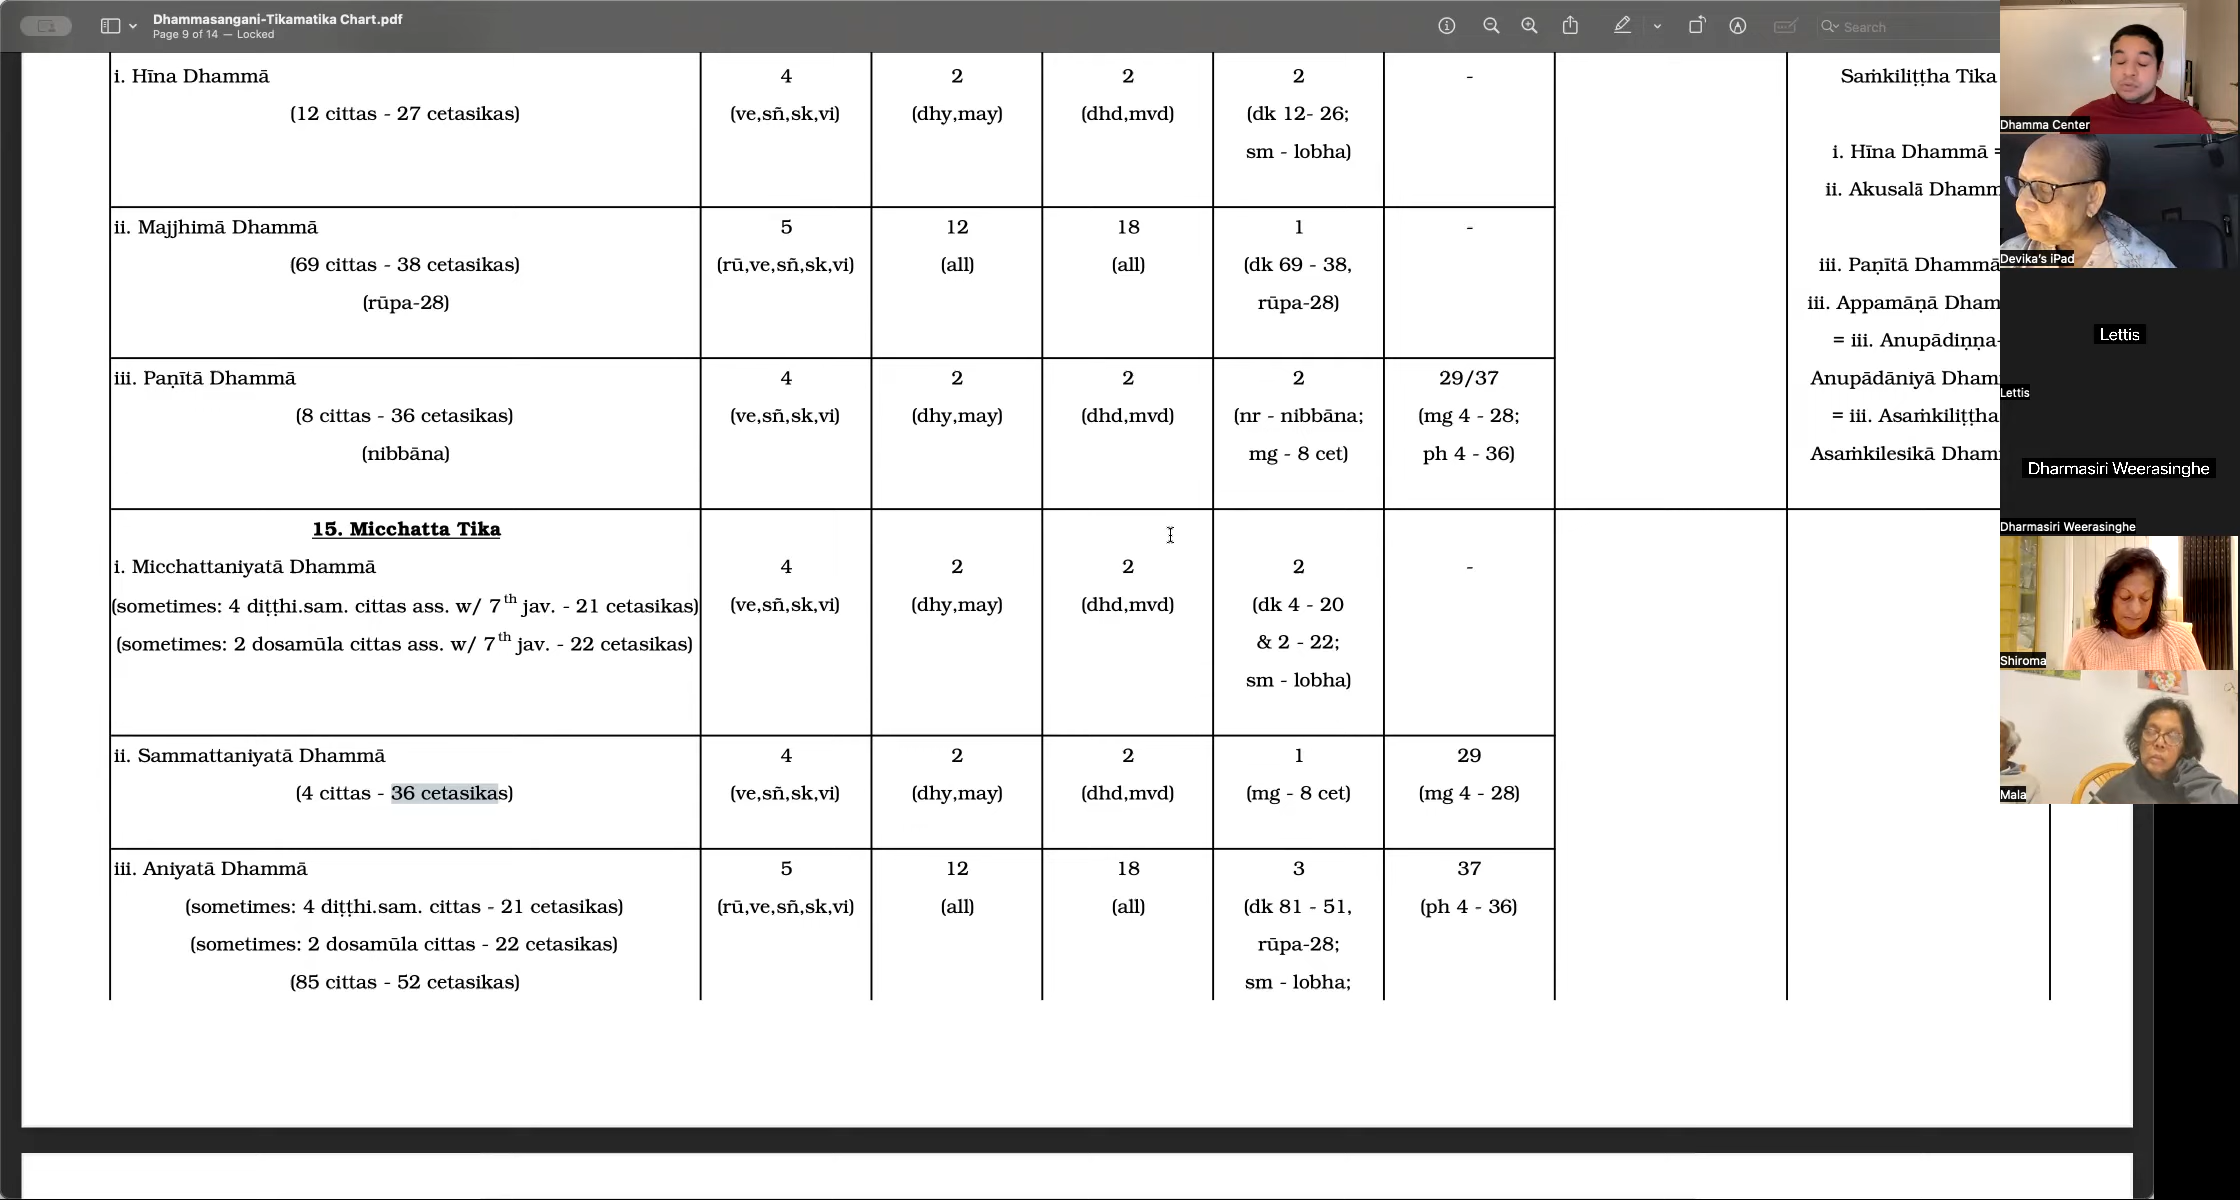 Dhammasangani-Tikamatika Chart.pdf
Page 9 of 14 — Locked
Search
i. Hīna Dhammā
(12 cittas - 27 cetasikas)
4
(ve,sñ,sk,vi)
2
(dhy,may)
2
(dhd,mvd)
2
(dk 12- 26;
sm - lobha)
-
Saṁkiliṭṭha Tika
i. Hīna Dhammā =
ii. Akusalā Dhamm
ii. Majjhimā Dhammā
(69 cittas - 38 cetasikas)
(rūpa-28)
5
(rū,ve,sñ,sk,vi)
12
(all)
18
(all)
1
(dk 69 - 38,
rūpa-28)
-
iii. Paṇītā Dhammā
iii. Appamāṇā Dham
= iii. Anupādiṇṇa-
Anupādāniyā Dham
= iii. Asaṁkiliṭṭha
Asaṁkilesikā Dham
iii. Paṇītā Dhammā
(8 cittas - 36 cetasikas)
(nibbāna)
4
(ve,sñ,sk,vi)
2
(dhy,may)
2
(dhd,mvd)
2
(nr - nibbāna;
mg - 8 cet)
29/37
(mg 4 - 28;
ph 4 - 36)
15. Micchatta Tika
i. Micchattaniyatā Dhammā
(sometimes: 4 diṭṭhi.sam. cittas ass. w/ 7th jav. - 21 cetasikas)
(sometimes: 2 dosamūla cittas ass. w/ 7th jav. - 22 cetasikas)
4
(ve,sñ,sk,vi)
2
(dhy,may)
2
(dhd,mvd)
2
(dk 4 - 20
& 2 - 22;
sm - lobha)
-
ii. Sammattaniyatā Dhammā
(4 cittas - 36 cetasikas)
4
(ve,sñ,sk,vi)
2
(dhy,may)
2
(dhd,mvd)
1
(mg - 8 cet)
29
(mg 4 - 28)
iii. Aniyatā Dhammā
(sometimes: 4 diṭṭhi.sam. cittas - 21 cetasikas)
(sometimes: 2 dosamūla cittas - 22 cetasikas)
(85 cittas - 52 cetasikas)
5
(rū,ve,sñ,sk,vi)
12
(all)
18
(all)
3
(dk 81 - 51,
rūpa-28;
sm - lobha;
37
(ph 4 - 36)
Dhamma Center
Devika's iPad
Lettis
Lettis
Dharmasiri Weerasinghe
Dharmasiri Weerasinghe
Shiroma
Mala